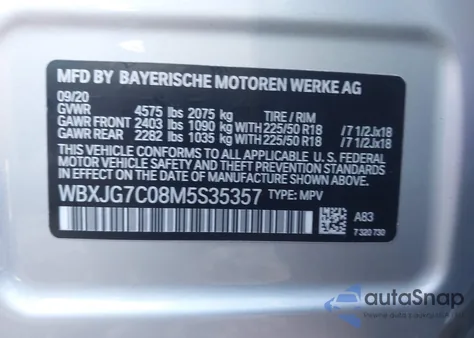 MFD BY BAYERISCHE MOTOREN WERKE AG
09/20
GVWR 4575 lbs 2075 kg TIRE / RIM
GAWR FRONT 2403 lbs 1090 kg WITH 225/50 R18 /7 1/2Jx18
GAWR REAR 2282 lbs 1035 kg WITH 225/50 R18 /7 1/2Jx18
THIS VEHICLE CONFORMS TO ALL APPLICABLE FEDERAL
MOTOR VEHICLE SAFETY AND THEFT PREVENTION STANDARDS
IN EFFECT ON THE DATE OF MANUFACTURE SHOWN ABOVE.
WBXJG7C08M5S35357 TYPE: MPV
A83
7 320 730
autoSnap